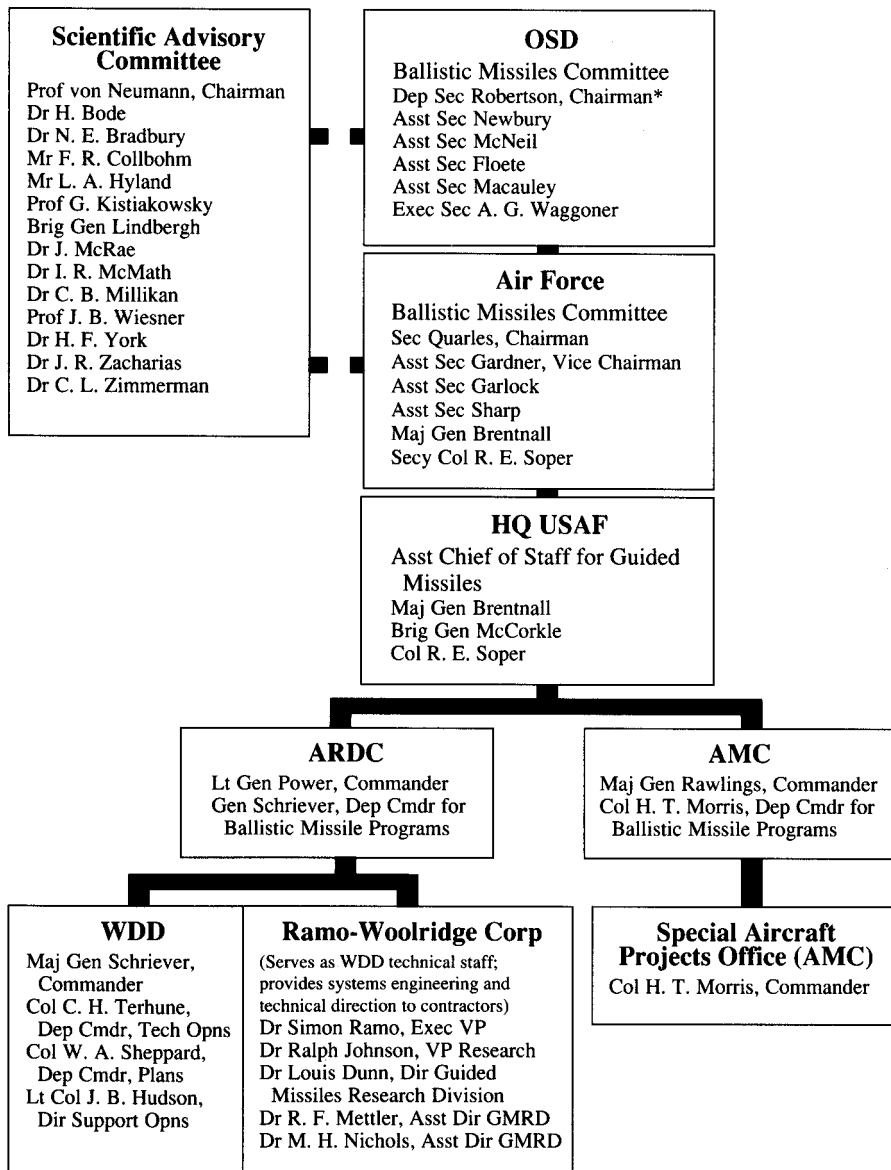 Scientific Advisory
Committee
Prof von Neumann, Chairman
Dr H. Bode
Dr N. E. Bradbury
Mr F. R. Collbohm
Mr L. A. Hyland
Prof G. Kistiakowsky
Brig Gen Lindbergh
Dr J. McRae
Dr I. R. McMath
Dr C. B. Millikan
Prof J. B. Wiesner
Dr H. F. York
Dr J. R. Zacharias
Dr C. L. Zimmerman
OSD
Ballistic Missiles Committee
Dep Sec Robertson, Chairman*
Asst Sec Newbury
Asst Sec McNeil
Asst Sec Floete
Asst Sec Macauley
Exec Sec A. G. Waggoner
Air Force
Ballistic Missiles Committee
Sec Quarles, Chairman
Asst Sec Gardner, Vice Chairman
Asst Sec Garlock
Asst Sec Sharp
Maj Gen Brentnall
Secy Col R. E. Soper
HQ USAF
Asst Chief of Staff for Guided
Missiles
Maj Gen Brentnall
Brig Gen McCorkle
Col R. E. Soper
ARDC
Lt Gen Power, Commander
Gen Schriever, Dep Cmdr for
Ballistic Missile Programs
AMC
Maj Gen Rawlings, Commander
Col H. T. Morris, Dep Cmdr for
Ballistic Missile Programs
WDD
Maj Gen Schriever,
Commander
Col C. H. Terhune,
Dep Cmdr, Tech Opns
Col W. A. Sheppard,
Dep Cmdr, Plans
Lt Col J. B. Hudson,
Dir Support Opns
Ramo-Woolridge Corp
(Serves as WDD technical staff;
provides systems engineering and
technical direction to contractors)
Dr Simon Ramo, Exec VP
Dr Ralph Johnson, VP Research
Dr Louis Dunn, Dir Guided
Missiles Research Division
Dr R. F. Mettler, Asst Dir GMRD
Dr M. H. Nichols, Asst Dir GMRD
Special Aircraft
Projects Office (AMC)
Col H. T. Morris, Commander